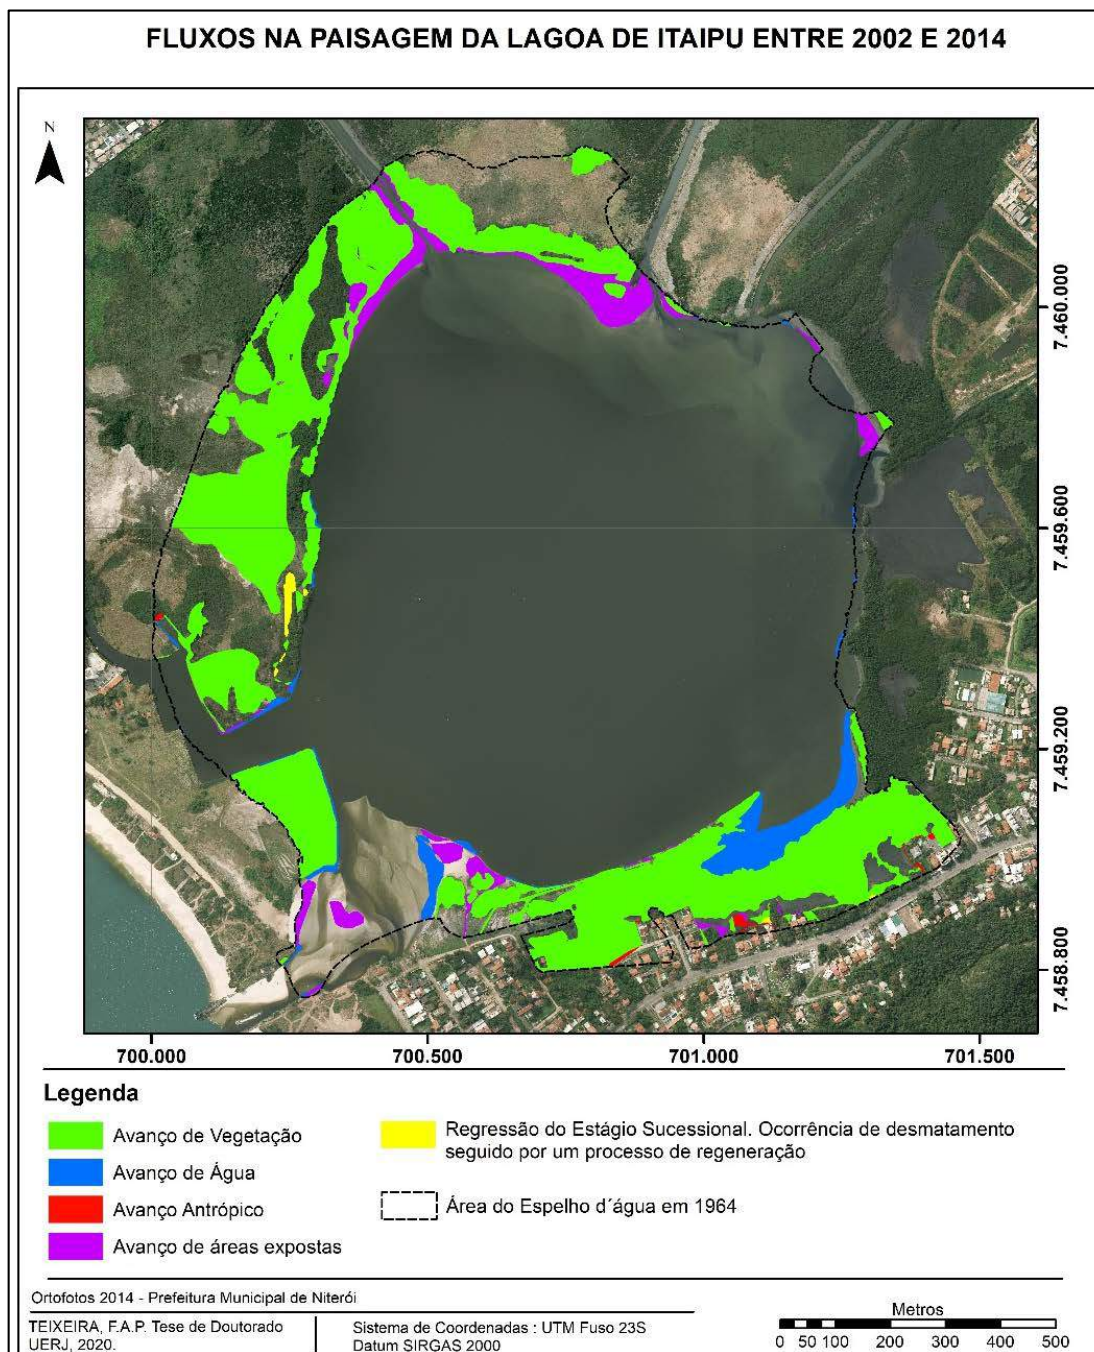 FLUXOS NA PAISAGEM DA LAGOA DE ITAIPU ENTRE 2002 E 2014
N
7.460.000
7.459.600
7.459.200
7.458.800
700.000 700.500 701.000 701.500
Legenda
Avanço de Vegetação
Avanço de Água
Avanço Antrópico
Avanço de áreas expostas
Regressão do Estágio Sucessional. Ocorrência de desmatamento
seguido por um processo de regeneração
Área do Espelho d´água em 1964
Ortofotos 2014 - Prefeitura Municipal de Niterói
TEIXEIRA, F.A.P. Tese de Doutorado
UERJ, 2020.
Sistema de Coordenadas : UTM Fuso 23S
Datum SIRGAS 2000
Metros
0 50 100 200 300 400 500